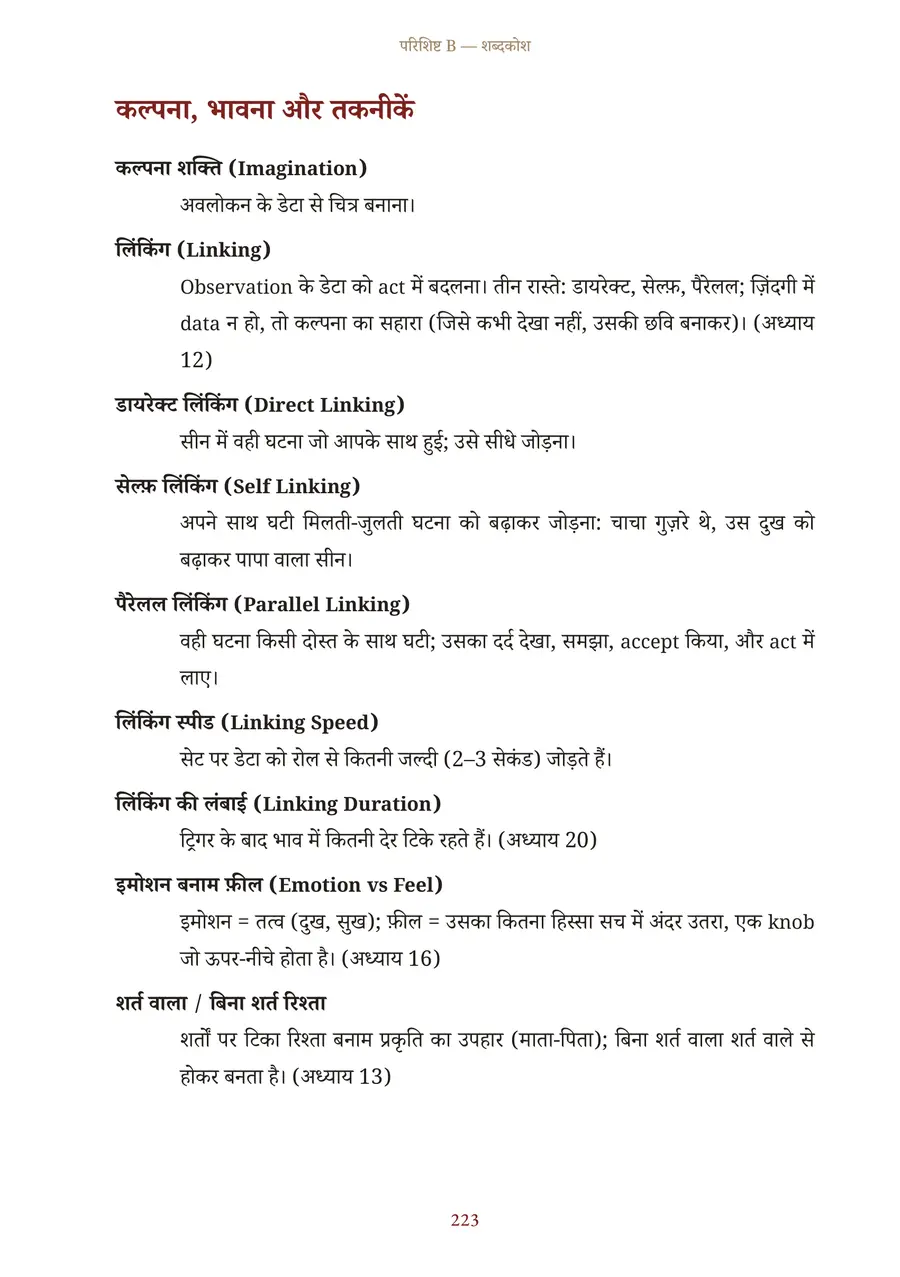 परिशिष्ट B — शब्दकोश
कल्पना, भावना और तकनीकें
कल्पना शक्ति (Imagination)
अवलोकन के डेटा से चित्र बनाना।
लिंकिंग (Linking)
Observation के डेटा को act में बदलना। तीन रास्ते: डायरेक्ट, सेल्फ़, पैरेलल; ज़िंदगी में
data न हो, तो कल्पना का सहारा (जिसे कभी देखा नहीं, उसकी छवि बनाकर)। (अध्याय
12)
डायरेक्ट लिंकिंग (Direct Linking)
सीन में वही घटना जो आपके साथ हुई; उसे सीधे जोड़ना।
सेल्फ़ लिंकिंग (Self Linking)
अपने साथ घटी मिलती-जुलती घटना को बढ़ाकर जोड़ना: चाचा गुज़रे थे, उस दुख को
बढ़ाकर पापा वाला सीन।
पैरेलल लिंकिंग (Parallel Linking)
वही घटना किसी दोस्त के साथ घटी; उसका दर्द देखा, समझा, accept किया, और act में
लाए।
लिंकिंग स्पीड (Linking Speed)
सेट पर डेटा को रोल से कितनी जल्दी (2–3 सेकंड) जोड़ते हैं।
लिंकिंग की लंबाई (Linking Duration)
ट्रिगर के बाद भाव में कितनी देर टिके रहते हैं। (अध्याय 20)
इमोशन बनाम फ़ील (Emotion vs Feel)
इमोशन = तत्व (दुख, सुख); फ़ील = उसका कितना हिस्सा सच में अंदर उतरा, एक knob
जो ऊपर-नीचे होता है। (अध्याय 16)
शर्त वाला / बिना शर्त रिश्ता
शर्तों पर टिका रिश्ता बनाम प्रकृति का उपहार (माता-पिता); बिना शर्त वाला शर्त वाले से
होकर बनता है। (अध्याय 13)
223